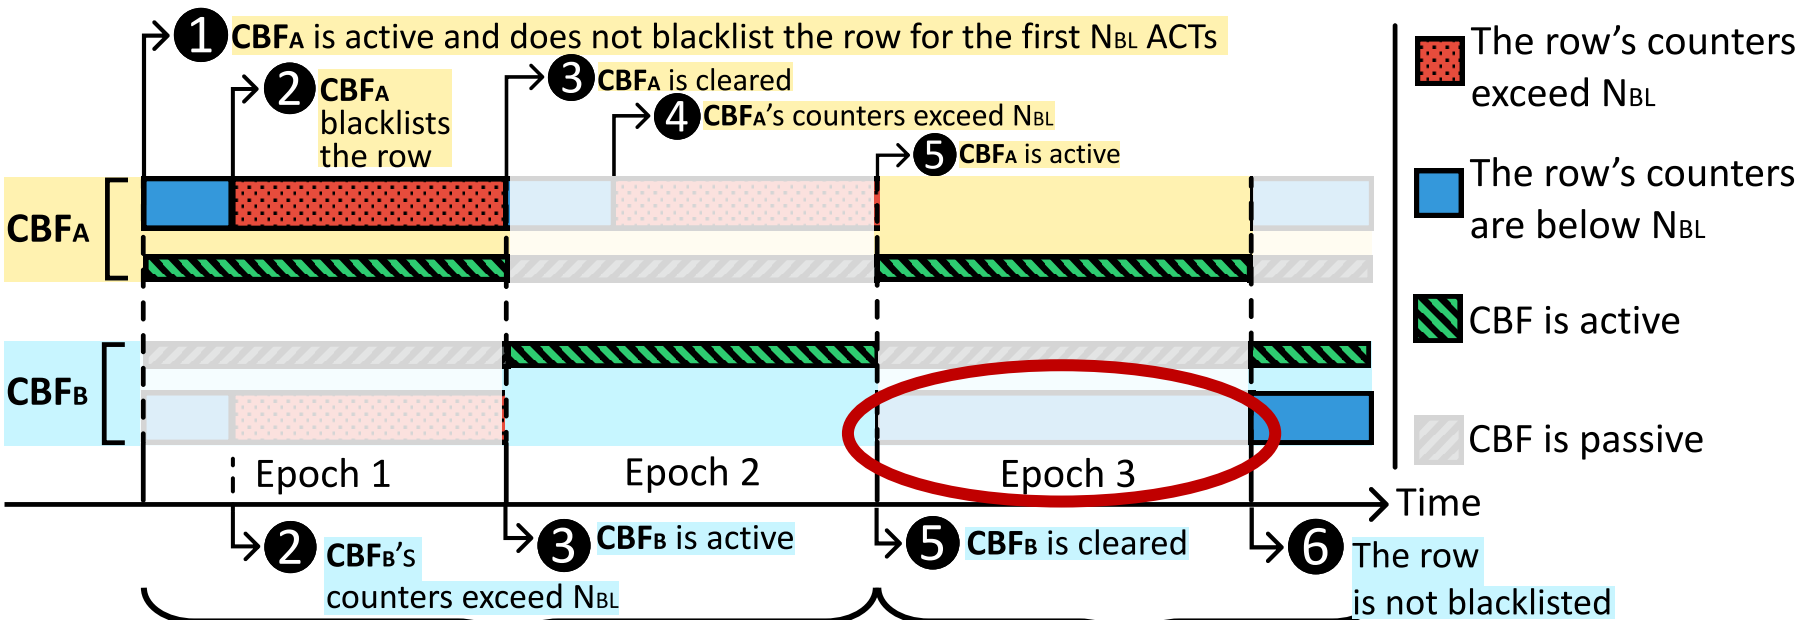 1 CBFA is active and does not blacklist the row for the first NBL ACTs
2 CBFA
blacklists
the row
3 CBFA is cleared
4 CBFA's counters exceed NBL
5 CBFA is active
CBFA
CBFB
Epoch 1
Epoch 2
Epoch 3
Time
2 CBFB's
counters exceed NBL
3 CBFB is active
5 CBFB is cleared
6 The row
is not blacklisted
The row's counters
exceed NBL
The row's counters
are below NBL
CBF is active
CBF is passive